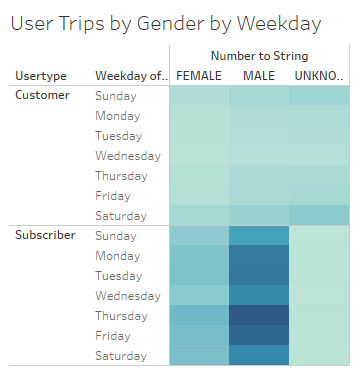 User Trips by Gender by Weekday
Number to String
Usertype Weekday of.. FEMALE MALE UNKNO..
Customer Sunday
Monday
Tuesday
Wednesday
Thursday
Friday
Saturday
Subscriber Sunday
Monday
Tuesday
Wednesday
Thursday
Friday
Saturday